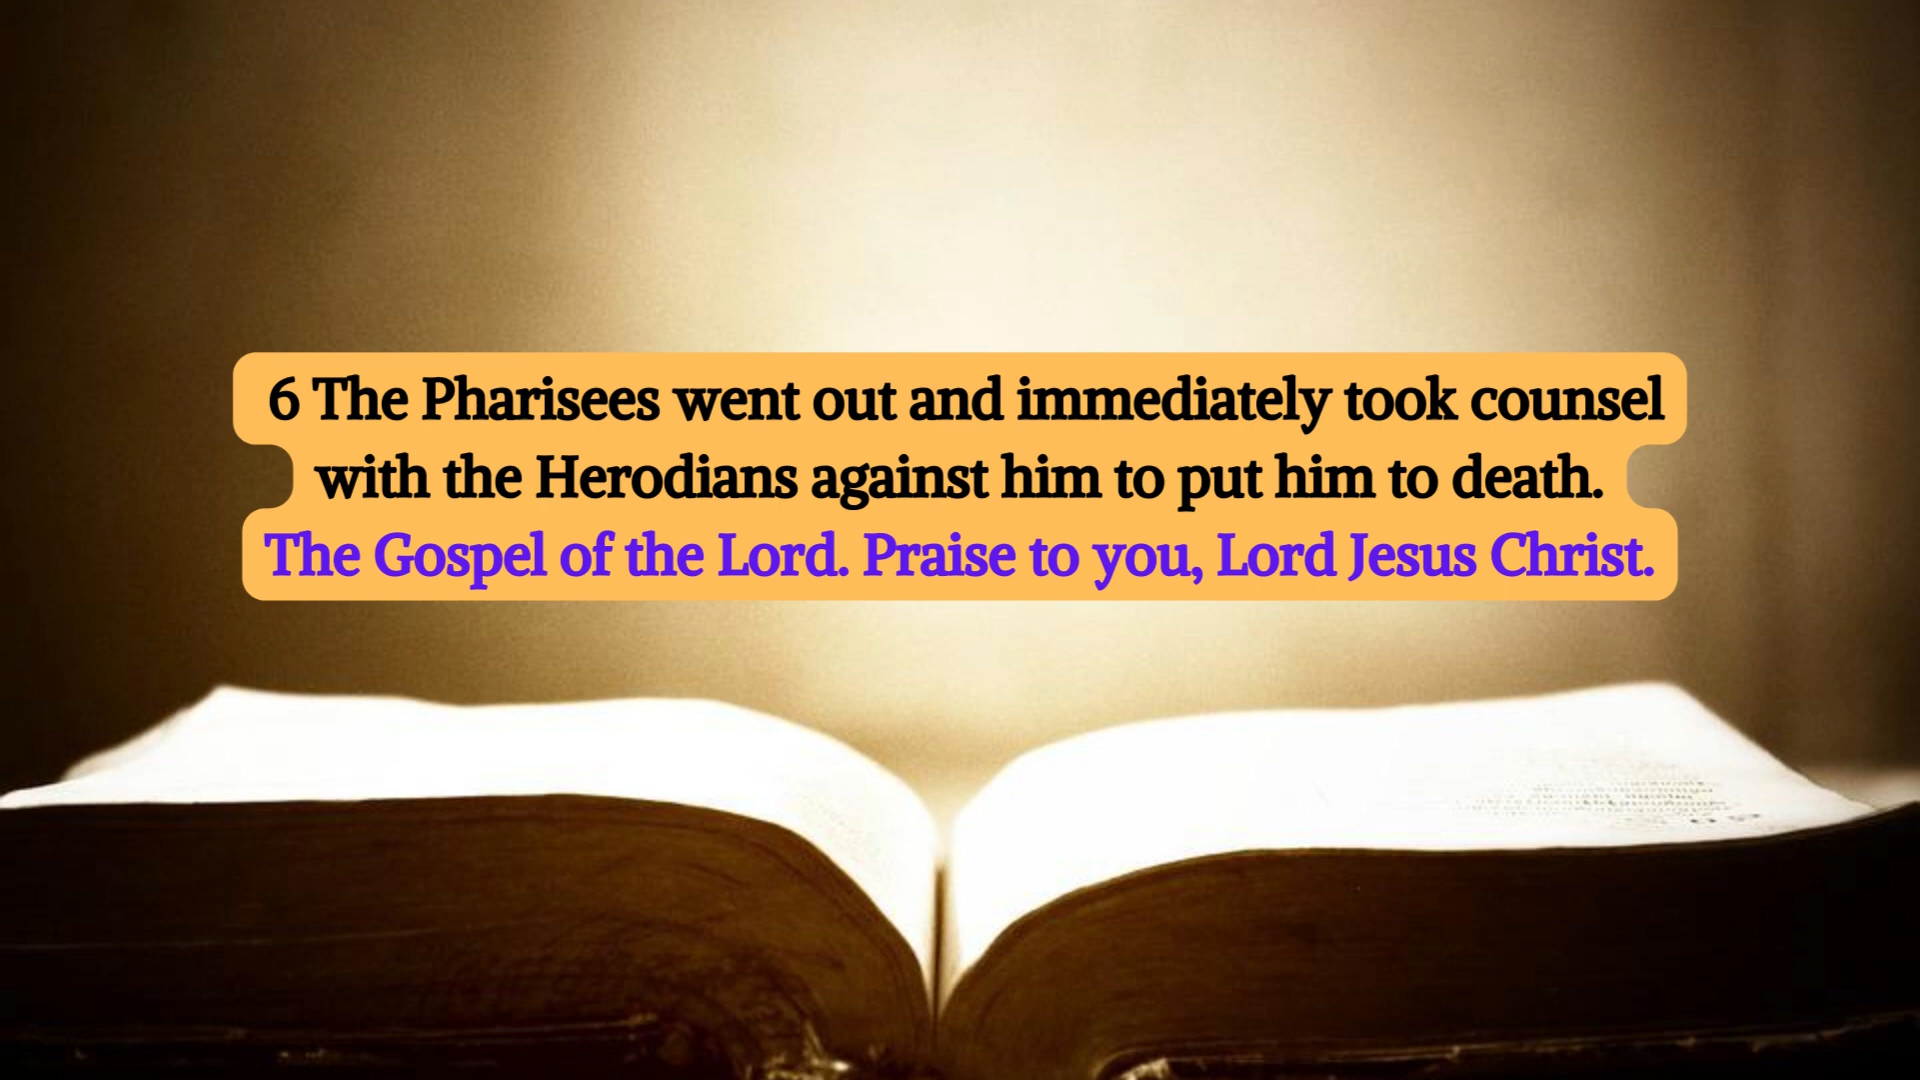 6 The Pharisees went out and immediately took counsel
with the Herodians against him to put him to death.
The Gospel of the Lord. Praise to you, Lord Jesus Christ.